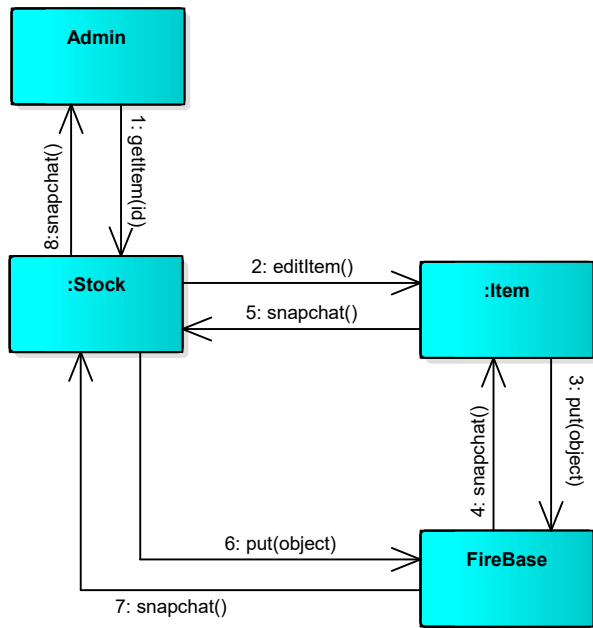 Admin
1: getItem(id)
8:snapchat()
:Stock
2: editItem()
:Item
5: snapchat()
3: put(object)
4: snapchat()
6: put(object)
FireBase
7: snapchat()